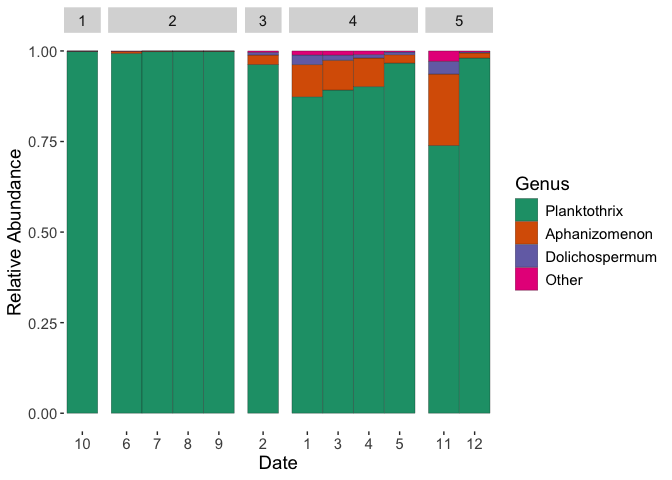 1 2 3 4 5
1.00
0.75
0.50
0.25
0.00
Relative Abundance
10 6 7 8 9 2 1 3 4 5 11 12
Date
Genus
Planktothrix
Aphanizomenon
Dolichospermum
Other